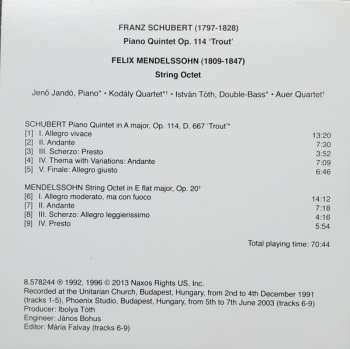 FRANZ SCHUBERT (1797-1828)
Piano Quintet Op. 114 'Trout'
FELIX MENDELSSOHN (1809-1847)
String Octet
Jenő Jandó, Piano* • Kodály Quartet*† • István Tóth, Double-Bass* • Auer Quartet†
SCHUBERT Piano Quintet in A major, Op. 114, D. 667 'Trout'*
[1] I. Allegro vivace 13:20
[2] II. Andante 7:30
[3] III. Scherzo: Presto 3:52
[4] IV. Thema with Variations: Andante 7:09
[5] V. Finale: Allegro giusto 6:46
MENDELSSOHN String Octet in E flat major, Op. 20†
[6] I. Allegro moderato, ma con fuoco 14:12
[7] II. Andante 7:18
[8] III. Scherzo: Allegro leggierissimo 4:16
[9] IV. Presto 5:54
Total playing time: 70:44
8.578244 ℗ 1992, 1996 © 2013 Naxos Rights US, Inc.
Recorded at the Unitarian Church, Budapest, Hungary, from 2nd to 4th December 1991
(tracks 1-5), Phoenix Studio, Budapest, Hungary, from 5th to 7th June 2003 (tracks 6-9)
Producer: Ibolya Tóth
Engineer: János Bohus
Editor: Mária Falvay (tracks 6-9)